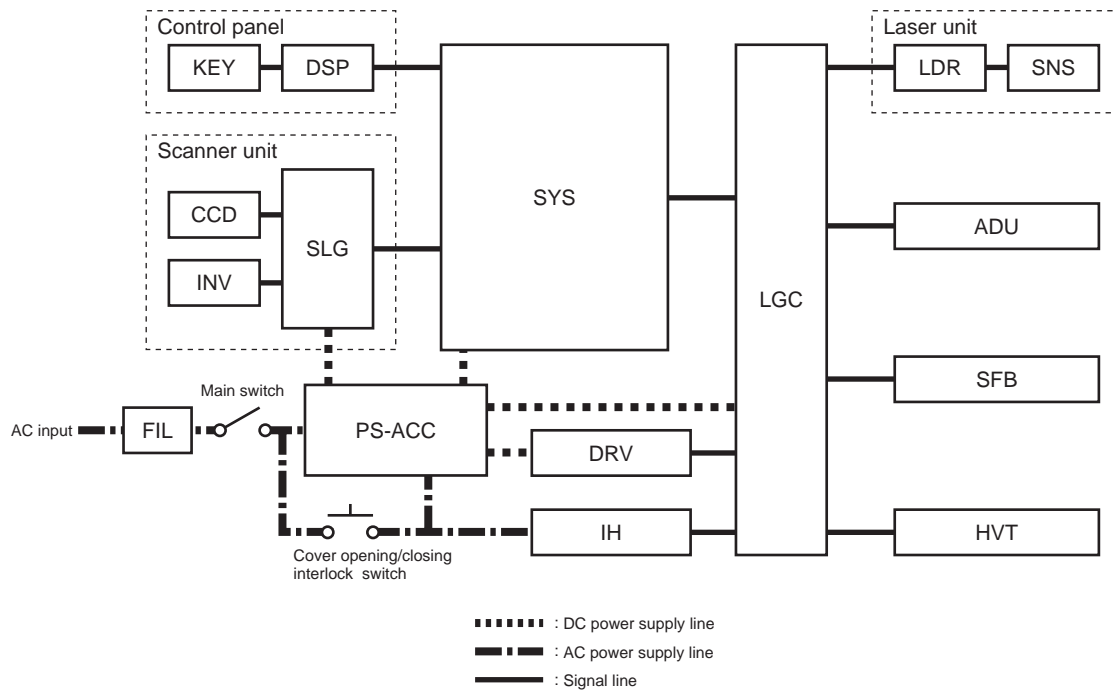 Control panel
KEY
DSP
Scanner unit
CCD
INV
SLG
SYS
LGC
Laser unit
LDR
SNS
ADU
SFB
HVT
AC input
FIL
Main switch
PS-ACC
DRV
IH
Cover opening/closing
interlock switch
: DC power supply line
: AC power supply line
: Signal line